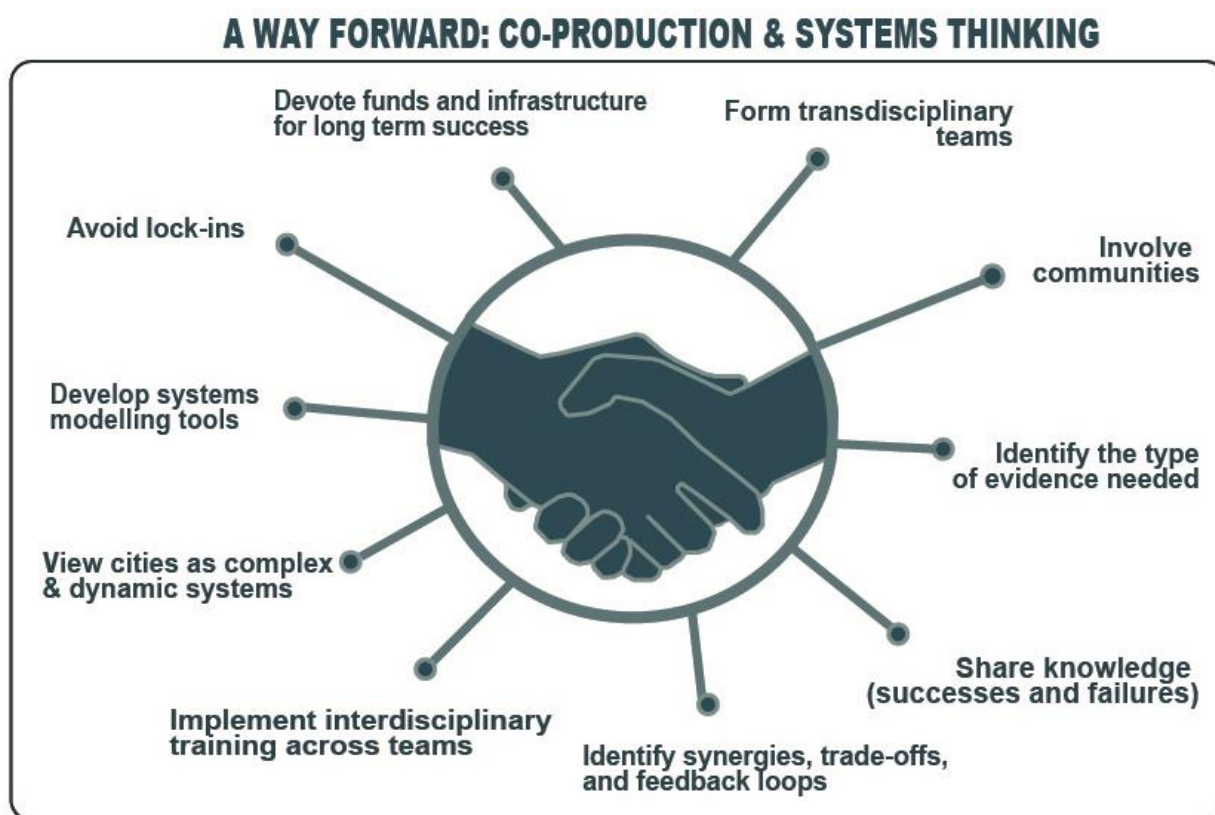 A WAY FORWARD: CO-PRODUCTION & SYSTEMS THINKING
Devote funds and infrastructure
for long term success
Form transdisciplinary
teams
Avoid lock-ins
Involve
communities
Develop systems
modelling tools
Identify the type
of evidence needed
View cities as complex
& dynamic systems
Share knowledge
(successes and failures)
Implement interdisciplinary
training across teams
Identify synergies, trade-offs,
and feedback loops